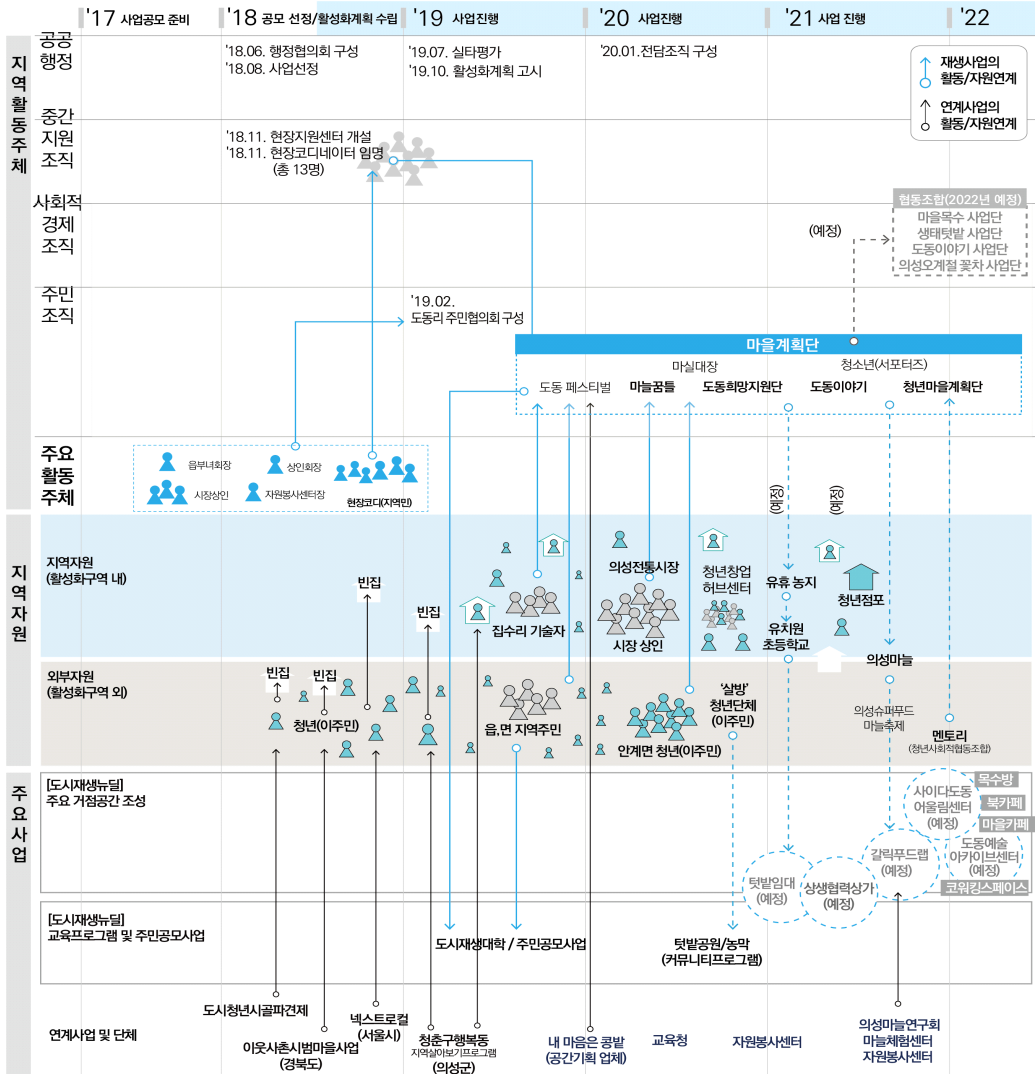 '17 사업공모 준비
'18 공모 선정/활성화계획 수립
'19 사업진행
'20 사업진행
'21 사업 진행
'22
지역활동주체
공공
행정
'18.06. 행정협의회 구성
'18.08. 사업선정
'19.07. 실타평가
'19.10. 활성화계획 고시
'20.01.전담조직 구성
재생사업의
활동/자원연계
연계사업의
활동/자원연계
중간
지원
조직
'18.11. 현장지원센터 개설
'18.11. 현장코디네이터 임명
(총 13명)
사회적
경제
조직
(예정)
협동조합(2022년 예정)
마을목수 사업단
생태텃밭 사업단
도동이야기 사업단
의성오계절 꽃차 사업단
주민
조직
'19.02.
도동리 주민협의회 구성
마을계획단
마실대장
청소년(서포터즈)
도동 페스티벌
마늘꿈틀
도동희망지원단
도동이야기
청년마을계획단
주요
활동
주체
읍부녀회장
상인회장
시장상인
자원봉사센터장
현장코디(지역민)
(예정)
(예정)
지역자원
지역자원
(활성화구역 내)
빈집
빈집
집수리 기술자
의성전통시장
시장 상인
청년창업
허브센터
유휴 농지
유치원
초등학교
청년점포
의성마늘
외부자원
(활성화구역 외)
빈집
빈집
청년(이주민)
읍,면 지역주민
안계면 청년(이주민)
'살방'
청년단체
(이주민)
의성슈퍼푸드
마늘축제
멘토리
(청년사회적협동조합)
주요사업
[도시재생뉴딜]
주요 거점공간 조성
텃밭임대
(예정)
상생협력상가
(예정)
갈릭푸드랩
(예정)
사이다도동
어울림센터
(예정)
목수방
북카페
마을카페
도동예술
아카이브센터
(예정)
코워킹스페이스
[도시재생뉴딜]
교육프로그램 및 주민공모사업
도시재생대학 / 주민공모사업
텃밭공원/농막
(커뮤니티프로그램)
연계사업 및 단체
도시청년시골파견제
이웃사촌시범마을사업
(경북도)
넥스트로컬
(서울시)
청춘구행복동
지역살아보기프로그램
(의성군)
내 마음은 콩밭
(공간기획 업체)
교육청
자원봉사센터
의성마늘연구회
마늘체험센터
자원봉사센터